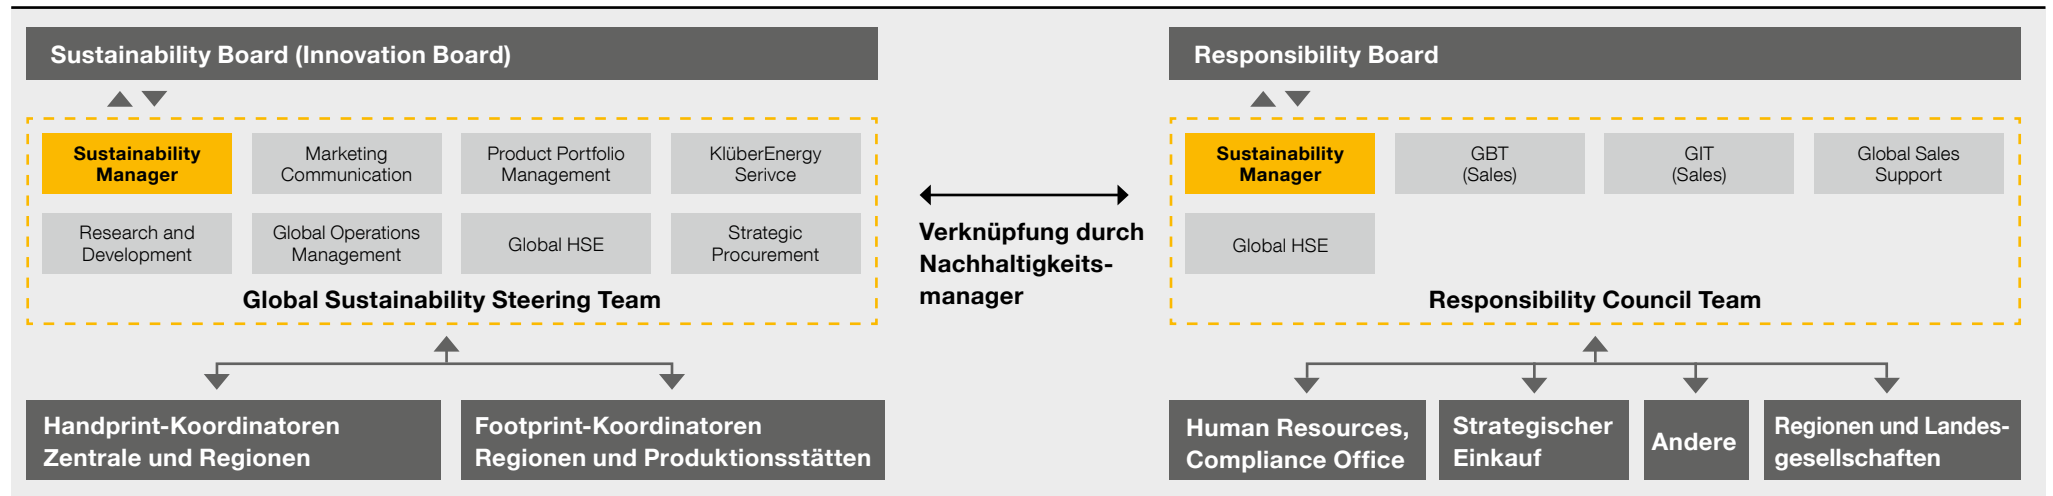 Sustainability Board (Innovation Board)
Sustainability
Manager
Marketing
Communication
Product Portfolio
Management
KlüberEnergy
Serivce
Research and
Development
Global Operations
Management
Global HSE
Strategic
Procurement
Global Sustainability Steering Team
Handprint-Koordinatoren
Zentrale und Regionen
Footprint-Koordinatoren
Regionen und Produktionsstätten
Verknüpfung durch
Nachhaltigkeits-
manager
Responsibility Board
Sustainability
Manager
GBT
(Sales)
GIT
(Sales)
Global Sales
Support
Global HSE
Responsibility Council Team
Human Resources,
Compliance Office
Strategischer
Einkauf
Andere
Regionen und Landes-
gesellschaften